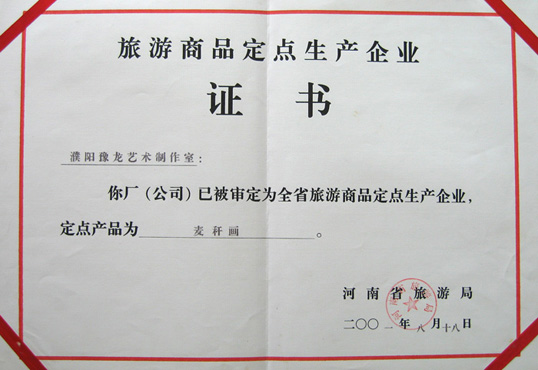 旅游商品定点生产企业
证书
濮阳豫龙艺术制作室：
你厂（公司）已被审定为全省旅游商品定点生产企业，
定点产品为麦秆画。
河南省旅游局
二〇〇一年八月十八日